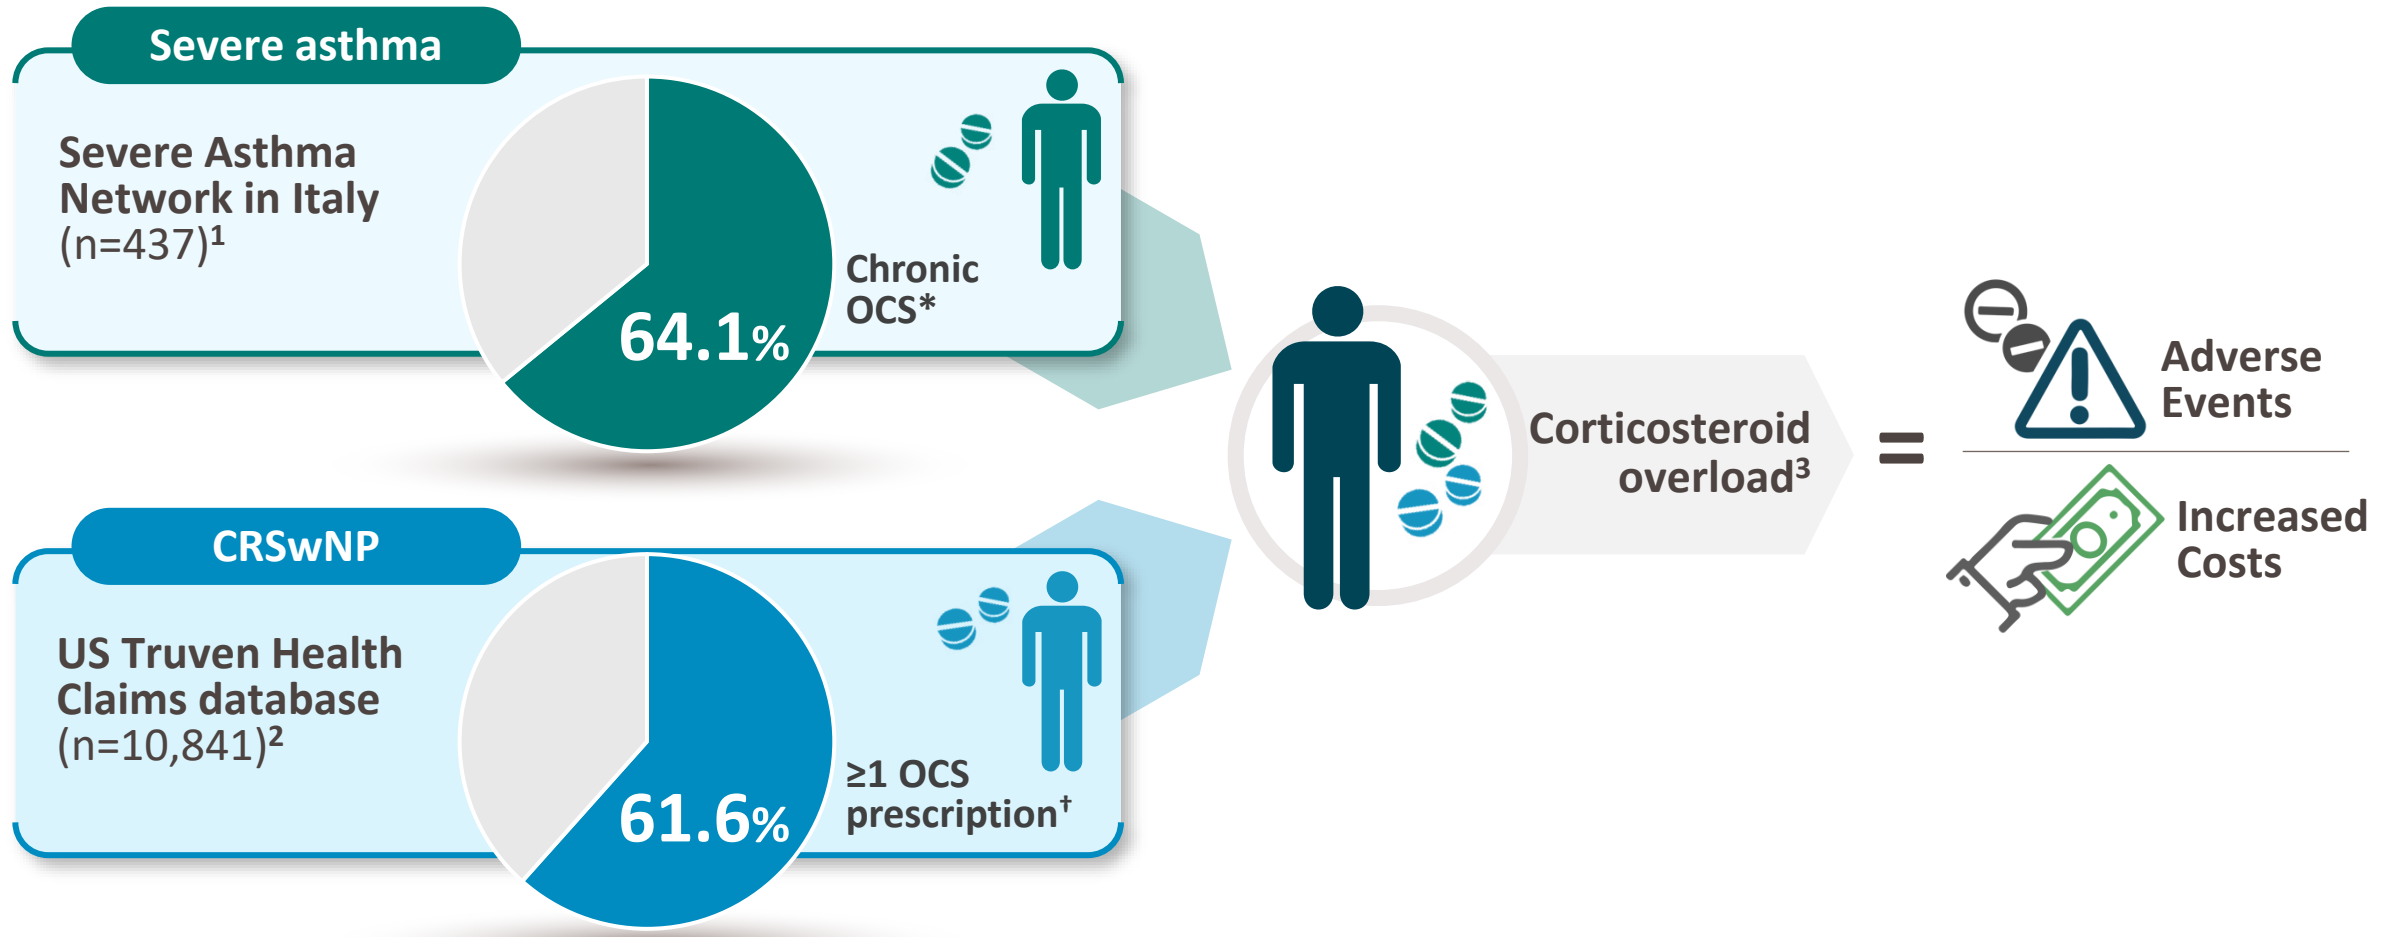 Severe asthma
Severe Asthma
Network in Italy
(n=437)¹
64.1%
Chronic
OCS*
CRSwNP
US Truven Health
Claims database
(n=10,841)²
61.6%
≥1 OCS
prescription†
Corticosteroid
overload³
=
Adverse
Events
Increased
Costs